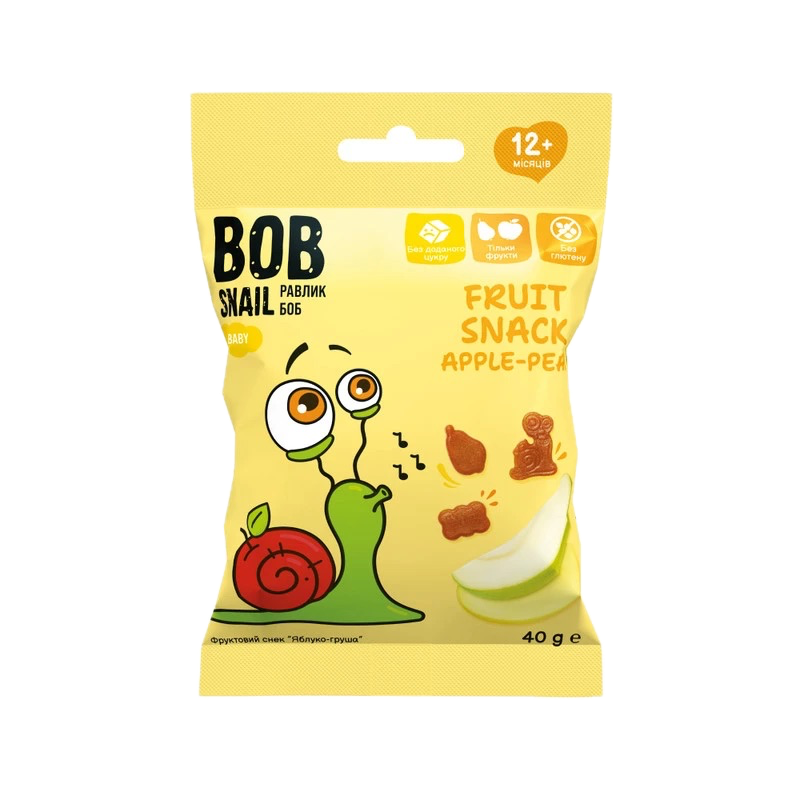 12+
місяців
BOB
SNAIL
РАВЛИК
БОБ
BABY
Без доданого
цукру
Тільки
фрукти
Без
глютену
FRUIT
SNACK
APPLE-PEA
Фруктовий снек "Яблуко-груша"
40 g e